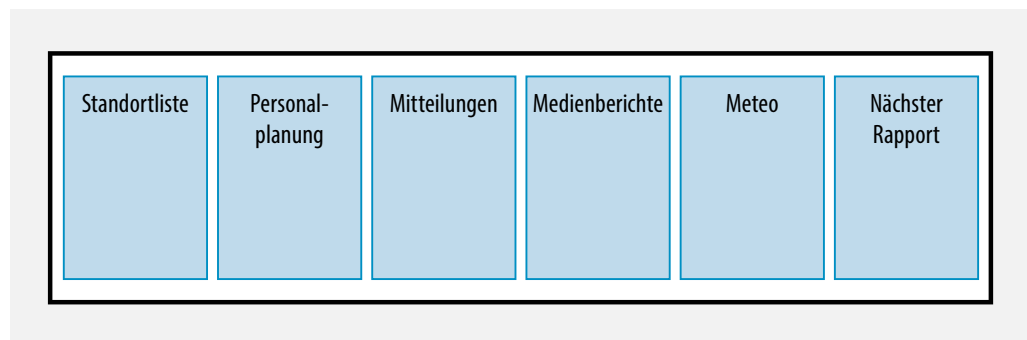 Standortliste
Personal-
planung
Mitteilungen
Medienberichte
Meteo
Nächster
Rapport